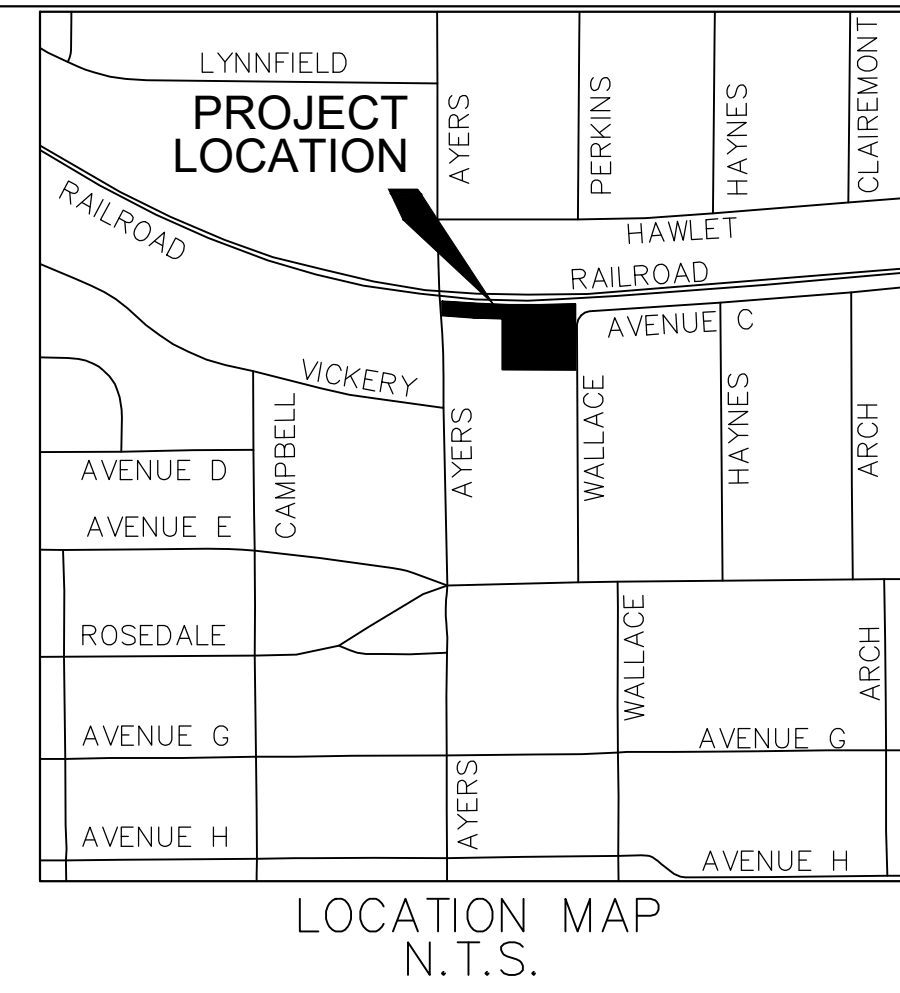 LYNNFIELD
PROJECT
LOCATION
AYERS
PERKINS
HAYNES
CLAIREMONT
RAILROAD
HAWLET
RAILROAD
AVENUE C
VICKERY
CAMPBELL
AYERS
WALLACE
HAYNES
ARCH
AVENUE D
AVENUE E
ROSEDALE
WALLACE
ARCH
AVENUE G
AVENUE G
AYERS
AVENUE H
AVENUE H
LOCATION MAP
N.T.S.